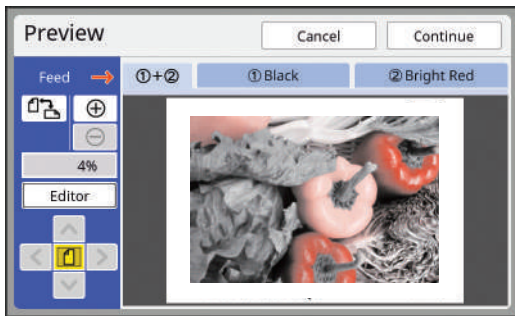 Preview
Cancel
Continue
Feed
①+②
① Black
② Bright Red
4%
Editor